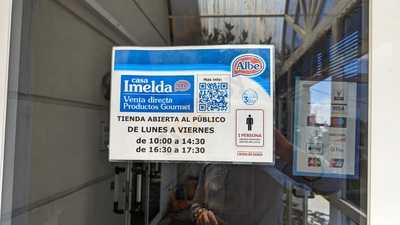 casa
Imelda
Venta directa
Productos Gourmet
Más info
Albe
TIENDA ABIERTA AL PÚBLICO
DE LUNES A VIERNES
de 10:00 a 14:30
de 16:30 a 17:30
1 PERSONA